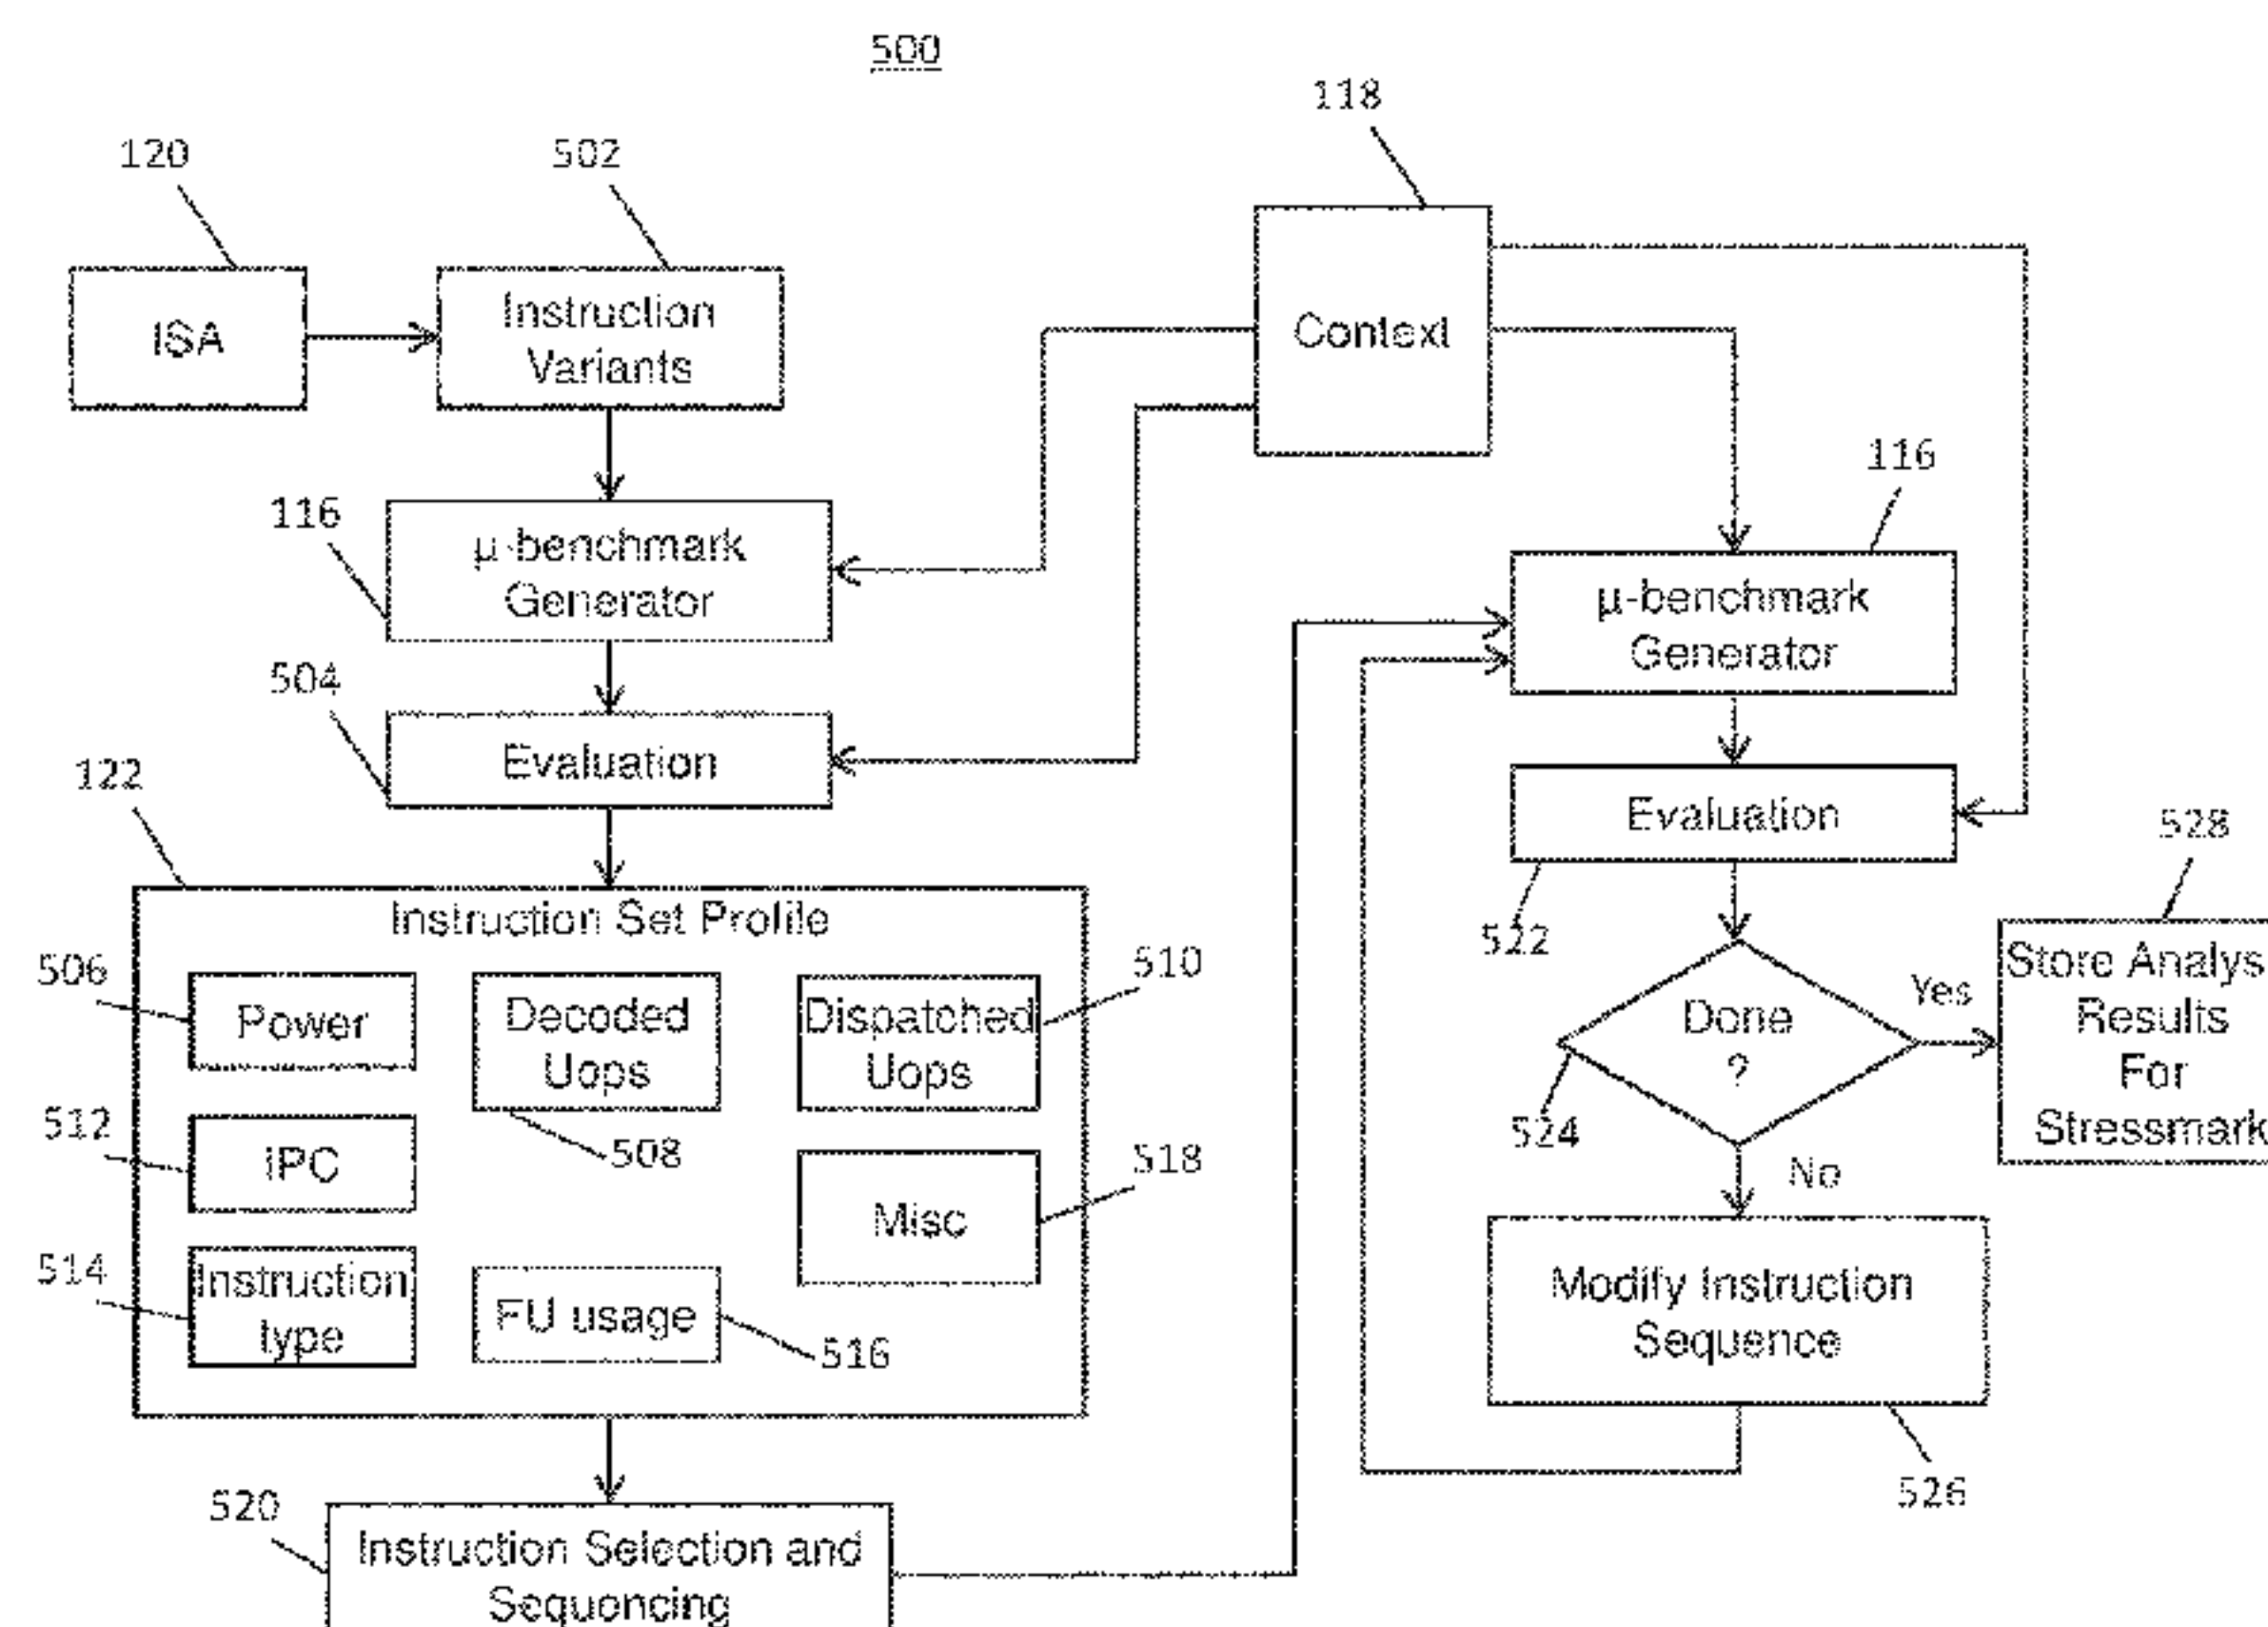 500
118
120
502
ISA
Instruction
Variants
Context
116
µ-benchmark
Generator
116
µ-benchmark
Generator
504
Evaluation
Evaluation
522
122
Instruction Set Profile
506
Power
Decoded
Uops
508
Dispatched
Uops
510
512
IPC
Misc
518
514
Instruction
type
FU usage
516
520
Instruction Selection and
Sequencing
Done
?
524
Yes
No
528
Store Analys
Results
For
Stressmark
Modify Instruction
Sequence
526